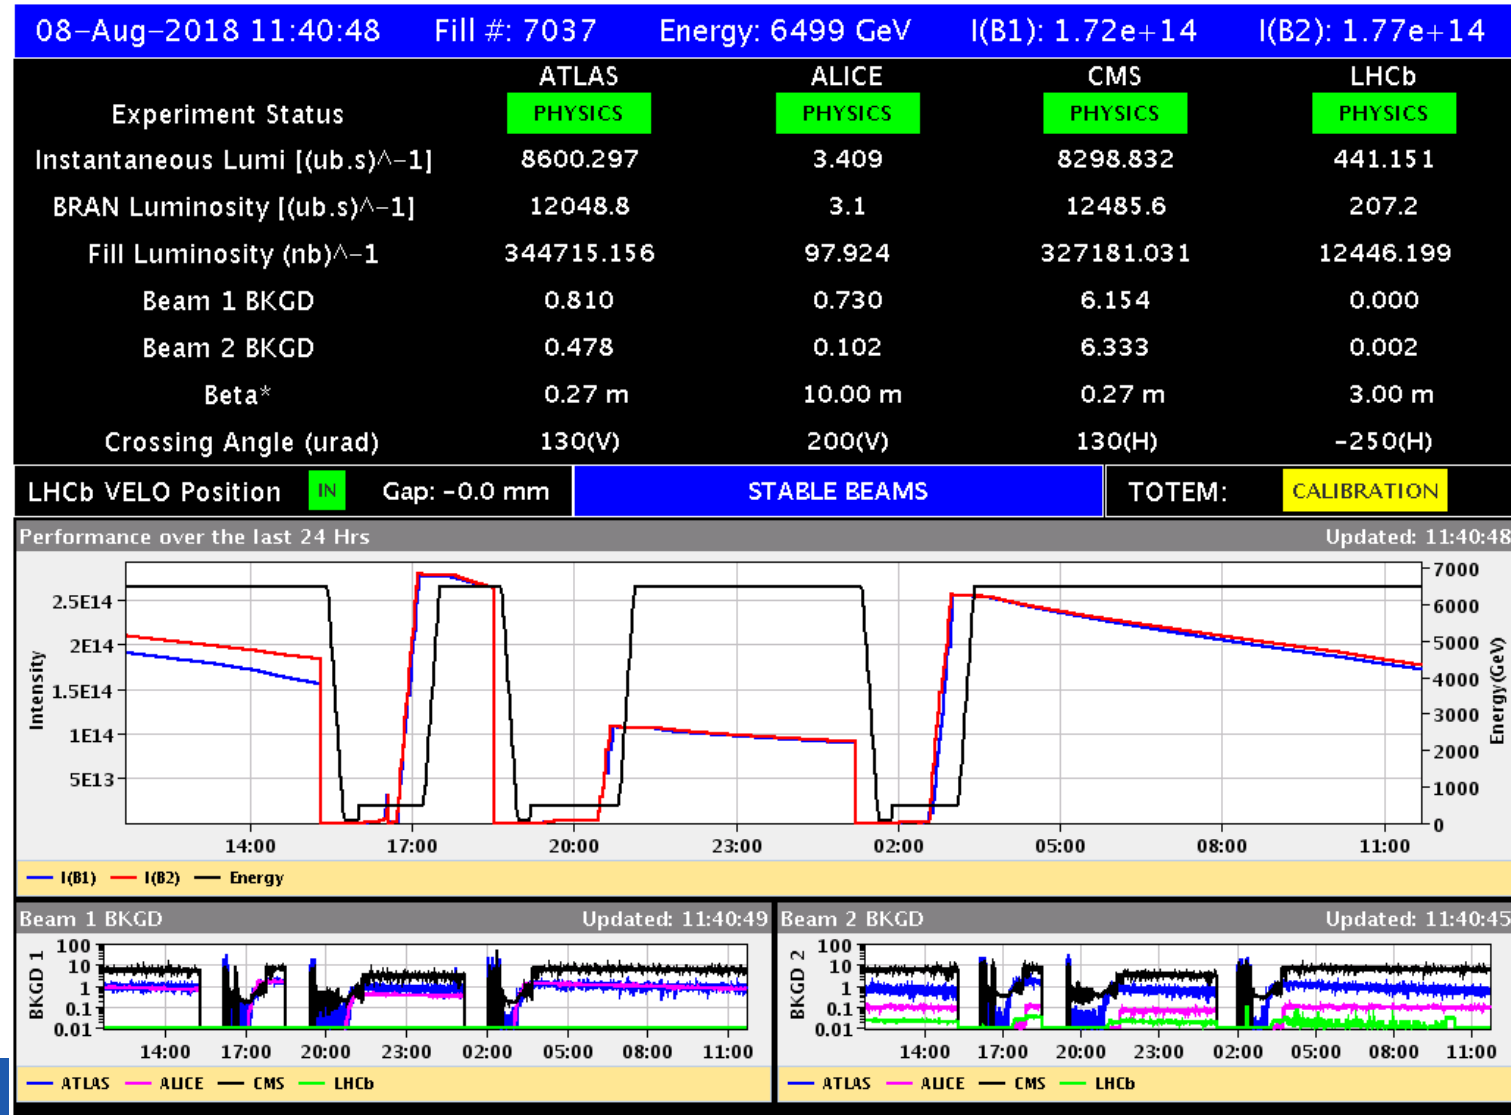 08-Aug-2018 11:40:48 Fill #: 7037 Energy: 6499 GeV I(B1): 1.72e+14 I(B2): 1.77e+14
ATLAS ALICE CMS LHCb
Experiment Status PHYSICS PHYSICS PHYSICS PHYSICS
Instantaneous Lumi [(ub.s)^-1] 8600.297 3.409 8298.832 441.151
BRAN Luminosity [(ub.s)^-1] 12048.8 3.1 12485.6 207.2
Fill Luminosity (nb)^-1 344715.156 97.924 327181.031 12446.199
Beam 1 BKGD 0.810 0.730 6.154 0.000
Beam 2 BKGD 0.478 0.102 6.333 0.002
Beta* 0.27 m 10.00 m 0.27 m 3.00 m
Crossing Angle (urad) 130(V) 200(V) 130(H) -250(H)
LHCb VELO Position IN Gap: -0.0 mm STABLE BEAMS TOTEM: CALIBRATION
Performance over the last 24 Hrs Updated: 11:40:48
Intensity
2.5E14
2E14
1.5E14
1E14
5E13
7000
6000
5000
4000
3000
2000
1000
0
Energy (GeV)
14:00 17:00 20:00 23:00 02:00 05:00 08:00 11:00
I(B1) I(B2) Energy
Beam 1 BKGD Updated: 11:40:49
BKGD 1
100
10
1
0.1
0.01
14:00 17:00 20:00 23:00 02:00 05:00 08:00 11:00
ATLAS ALICE CMS LHCb
Beam 2 BKGD Updated: 11:40:45
BKGD 2
100
10
1
0.1
0.01
14:00 17:00 20:00 23:00 02:00 05:00 08:00 11:00
ATLAS ALICE CMS LHCb